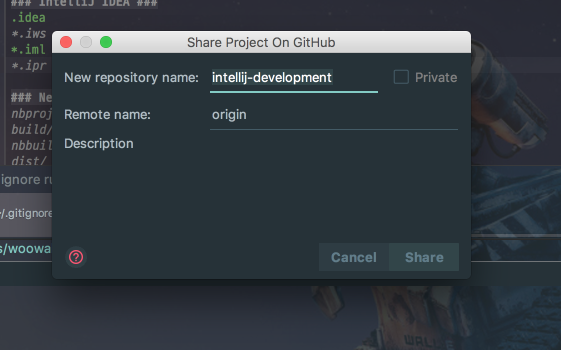 ### IntelliJ IDEA ###
.idea
*.iws
*.iml
*.ipr
### Ne
nbproj
build/
nbbuil
dist/
ignore ru
/.gitignore
s/woowa
Share Project On GitHub
New repository name: intellij-development Private
Remote name: origin
Description
?
Cancel Share